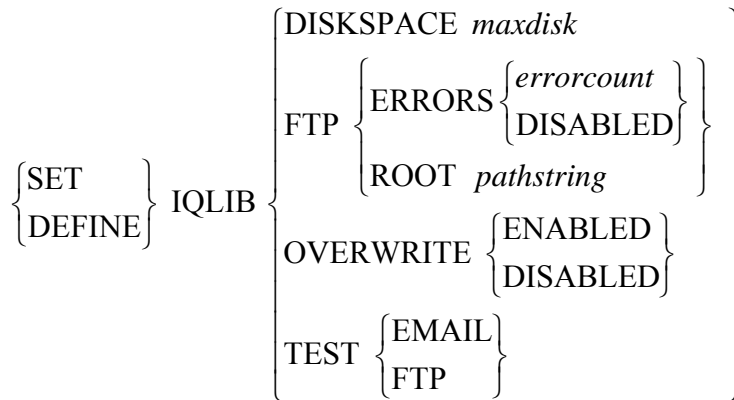 DISKSPACE maxdisk
FTP { ERRORS { errorcount
DISABLED } }
ROOT pathstring
{ SET
DEFINE } IQLIB {
OVERWRITE { ENABLED
DISABLED }
TEST { EMAIL
FTP } }